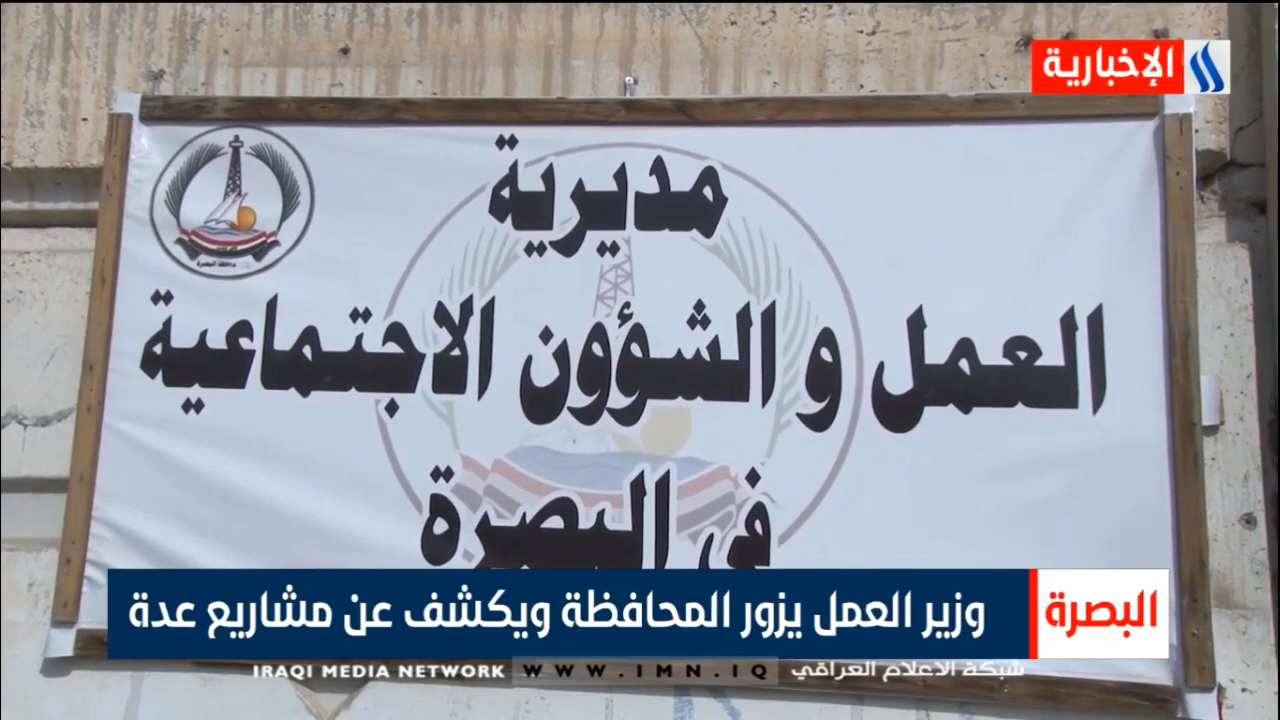 الإخبارية
مديرية
العمل و الشؤون الاجتماعية
في البصرة
البصرة
وزير العمل يزور المحافظة ويكشف عن مشاريع عدة
شبكة الاعلام العراقي WWW.IMN.IQ IRAQI MEDIA NETWORK